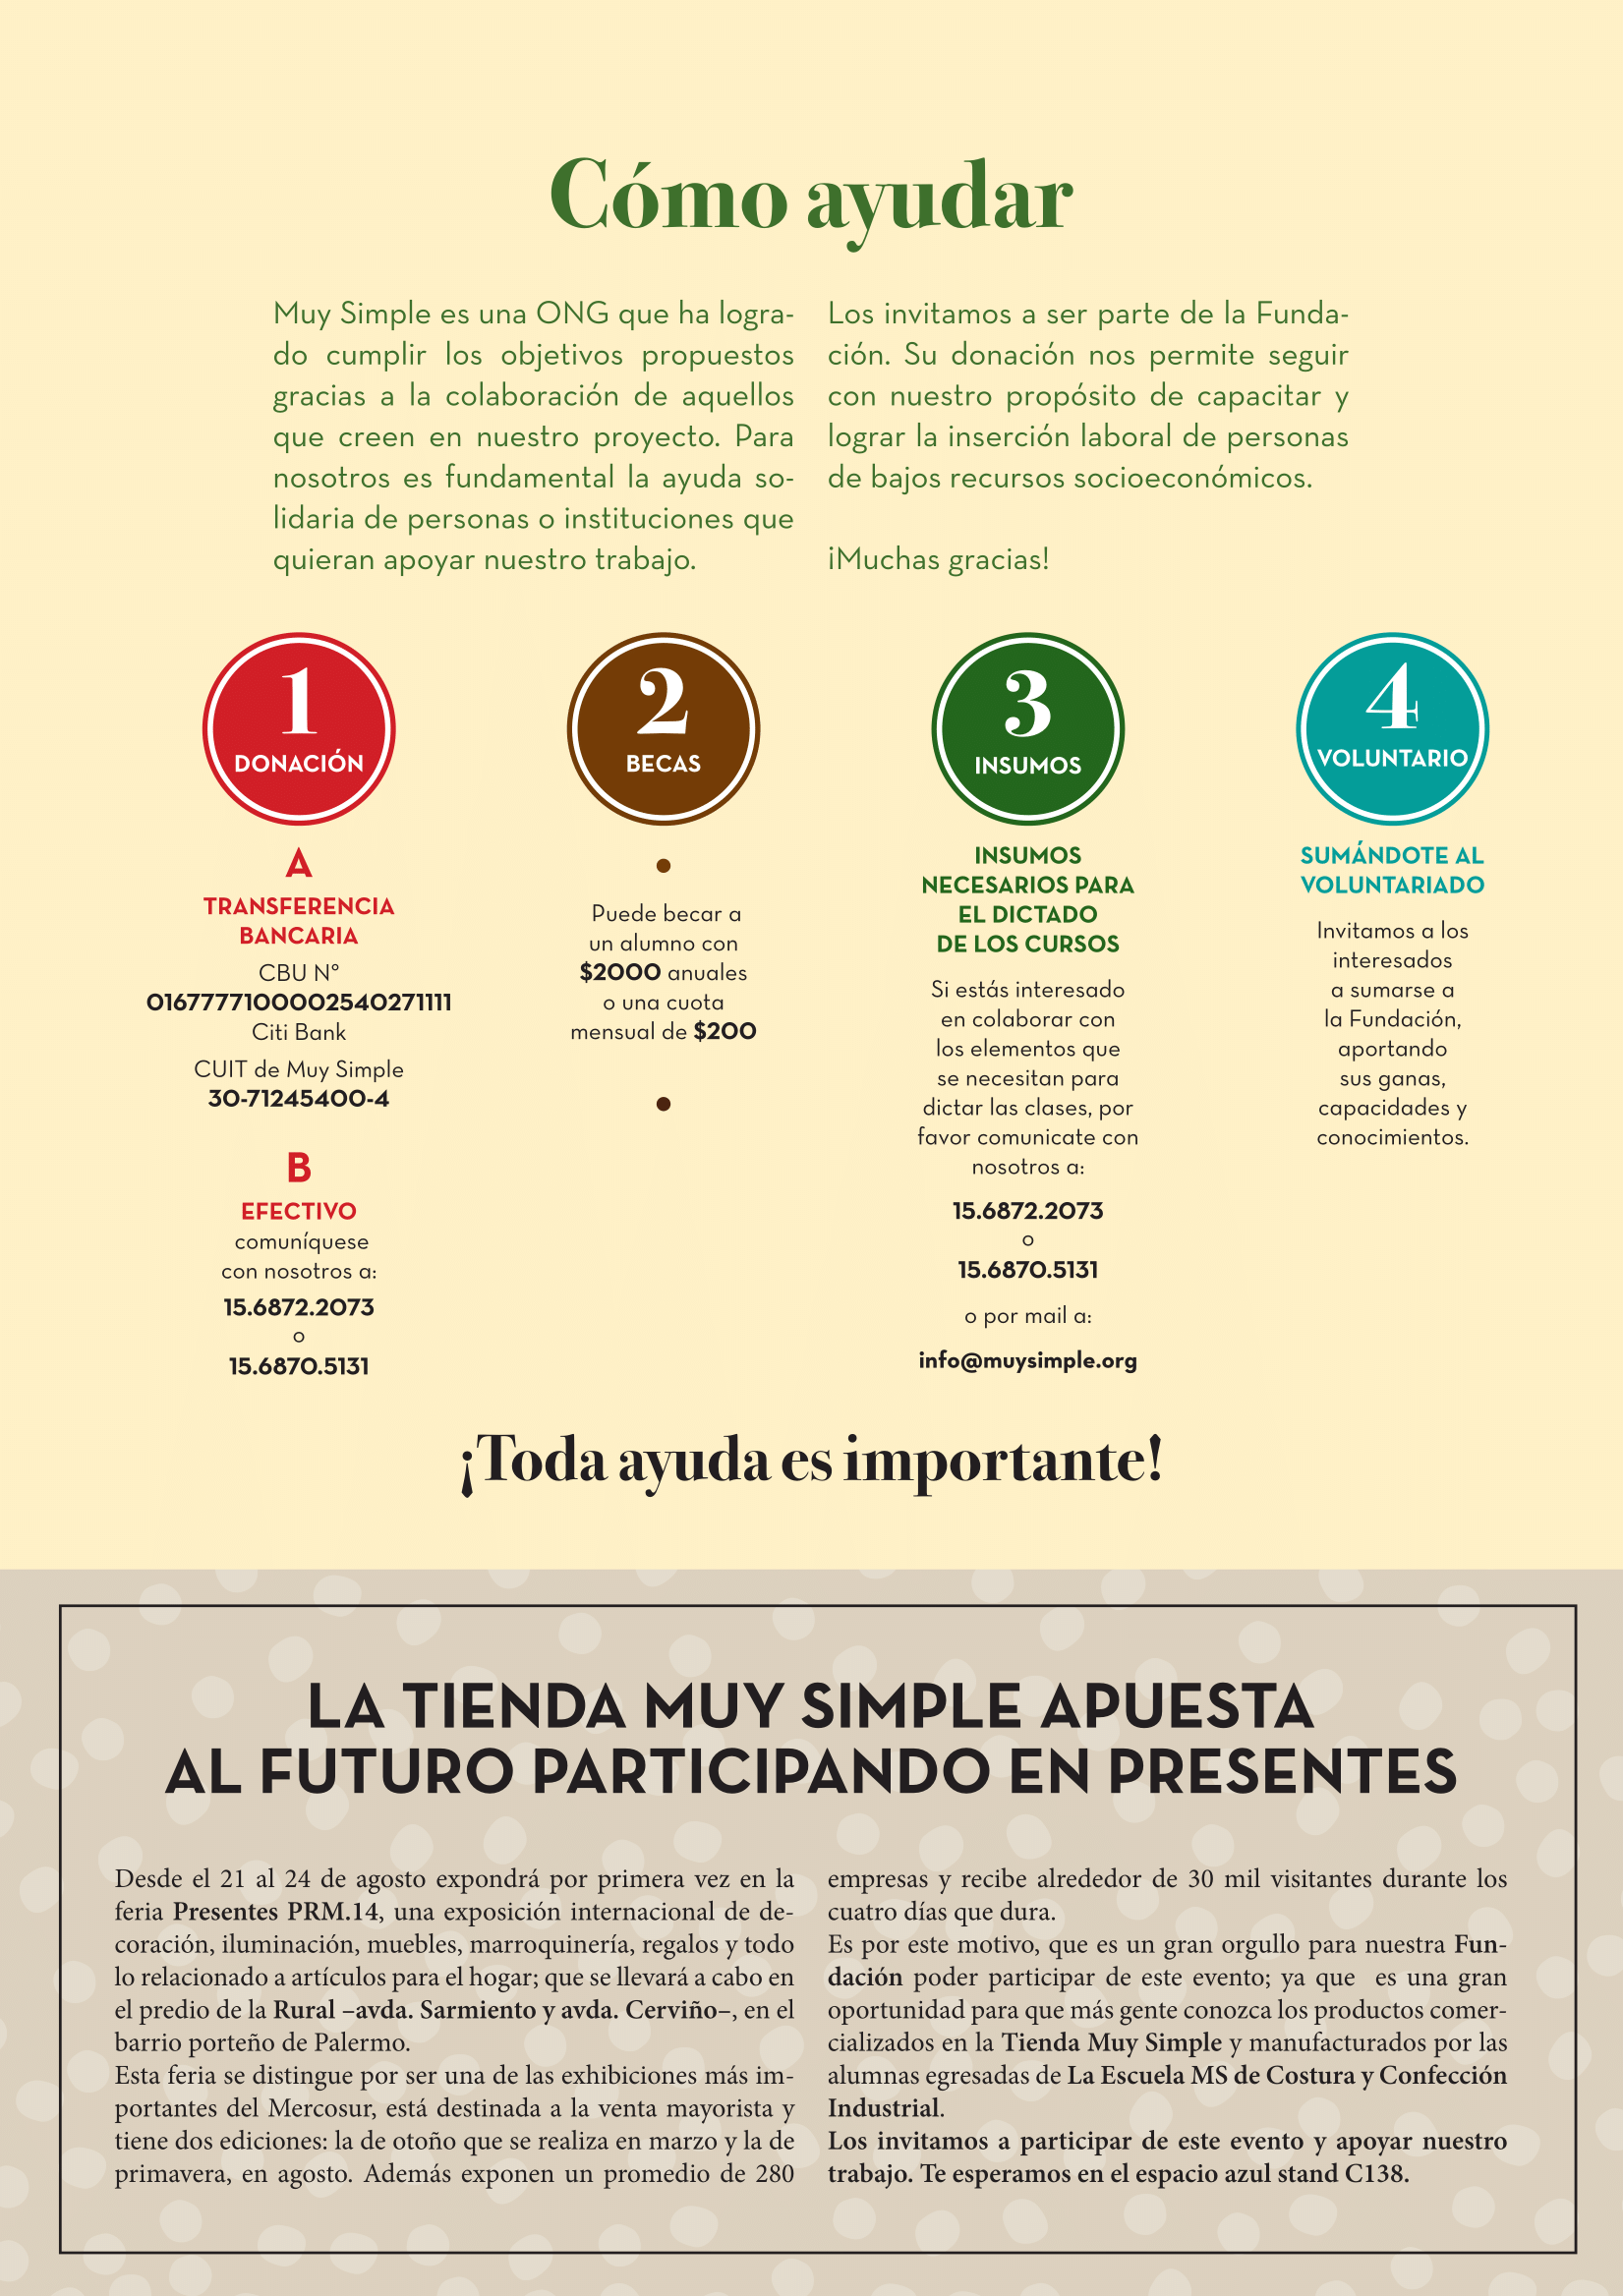 Cómo ayudar
Muy Simple es una ONG que ha logra-
do cumplir los objetivos propuestos
gracias a la colaboración de aquellos
que creen en nuestro proyecto. Para
nosotros es fundamental la ayuda so-
lidaria de personas o instituciones que
quieran apoyar nuestro trabajo.
Los invitamos a ser parte de la Funda-
ción. Su donación nos permite seguir
con nuestro propósito de capacitar y
lograr la inserción laboral de personas
de bajos recursos socioeconómicos.
¡Muchas gracias!
1
DONACIÓN
A
TRANSFERENCIA
BANCARIA
CBU Nº
0167777100002540271111
Citi Bank
CUIT de Muy Simple
30-71245400-4
B
EFECTIVO
comuníquese
con nosotros a:
15.6872.2073
o
15.6870.5131
2
BECAS
Puede becar a
un alumno con
$2000 anuales
o una cuota
mensual de $200
3
INSUMOS
INSUMOS
NECESARIOS PARA
EL DICTADO
DE LOS CURSOS
Si estás interesado
en colaborar con
los elementos que
se necesitan para
dictar las clases, por
favor comunicate con
nosotros a:
15.6872.2073
o
15.6870.5131
o por mail a:
info@muysimple.org
4
VOLUNTARIO
SUMÁNDOTE AL
VOLUNTARIADO
Invitamos a los
interesados
a sumarse a
la Fundación,
aportando
sus ganas,
capacidades y
conocimientos.
¡Toda ayuda es importante!
LA TIENDA MUY SIMPLE APUESTA
AL FUTURO PARTICIPANDO EN PRESENTES
Desde el 21 al 24 de agosto expondrá por primera vez en la
feria Presentes PRM.14, una exposición internacional de de-
coración, iluminación, muebles, marroquinería, regalos y todo
lo relacionado a artículos para el hogar; que se llevará a cabo en
el predio de la Rural –avda. Sarmiento y avda. Cerviño–, en el
barrio porteño de Palermo.
Esta feria se distingue por ser una de las exhibiciones más im-
portantes del Mercosur, está destinada a la venta mayorista y
tiene dos ediciones: la de otoño que se realiza en marzo y la de
primavera, en agosto. Además exponen un promedio de 280
empresas y recibe alrededor de 30 mil visitantes durante los
cuatro días que dura.
Es por este motivo, que es un gran orgullo para nuestra Fun-
dación poder participar de este evento; ya que es una gran
oportunidad para que más gente conozca los productos comer-
cializados en la Tienda Muy Simple y manufacturados por las
alumnas egresadas de La Escuela MS de Costura y Confección
Industrial.
Los invitamos a participar de este evento y apoyar nuestro
trabajo. Te esperamos en el espacio azul stand C138.